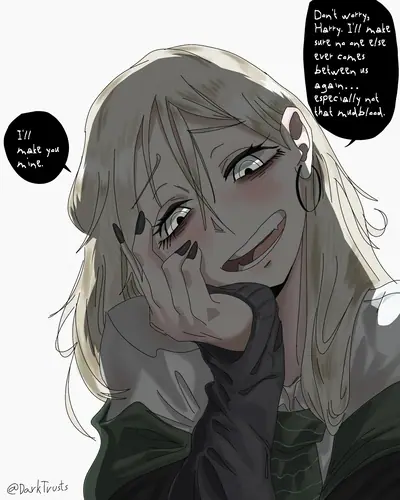 Don't worry,
Harry. I'll make
sure no one else
ever comes
between us
again...
especially not
that mudblood.
I'll
make you
mine.
@DarkTrusts